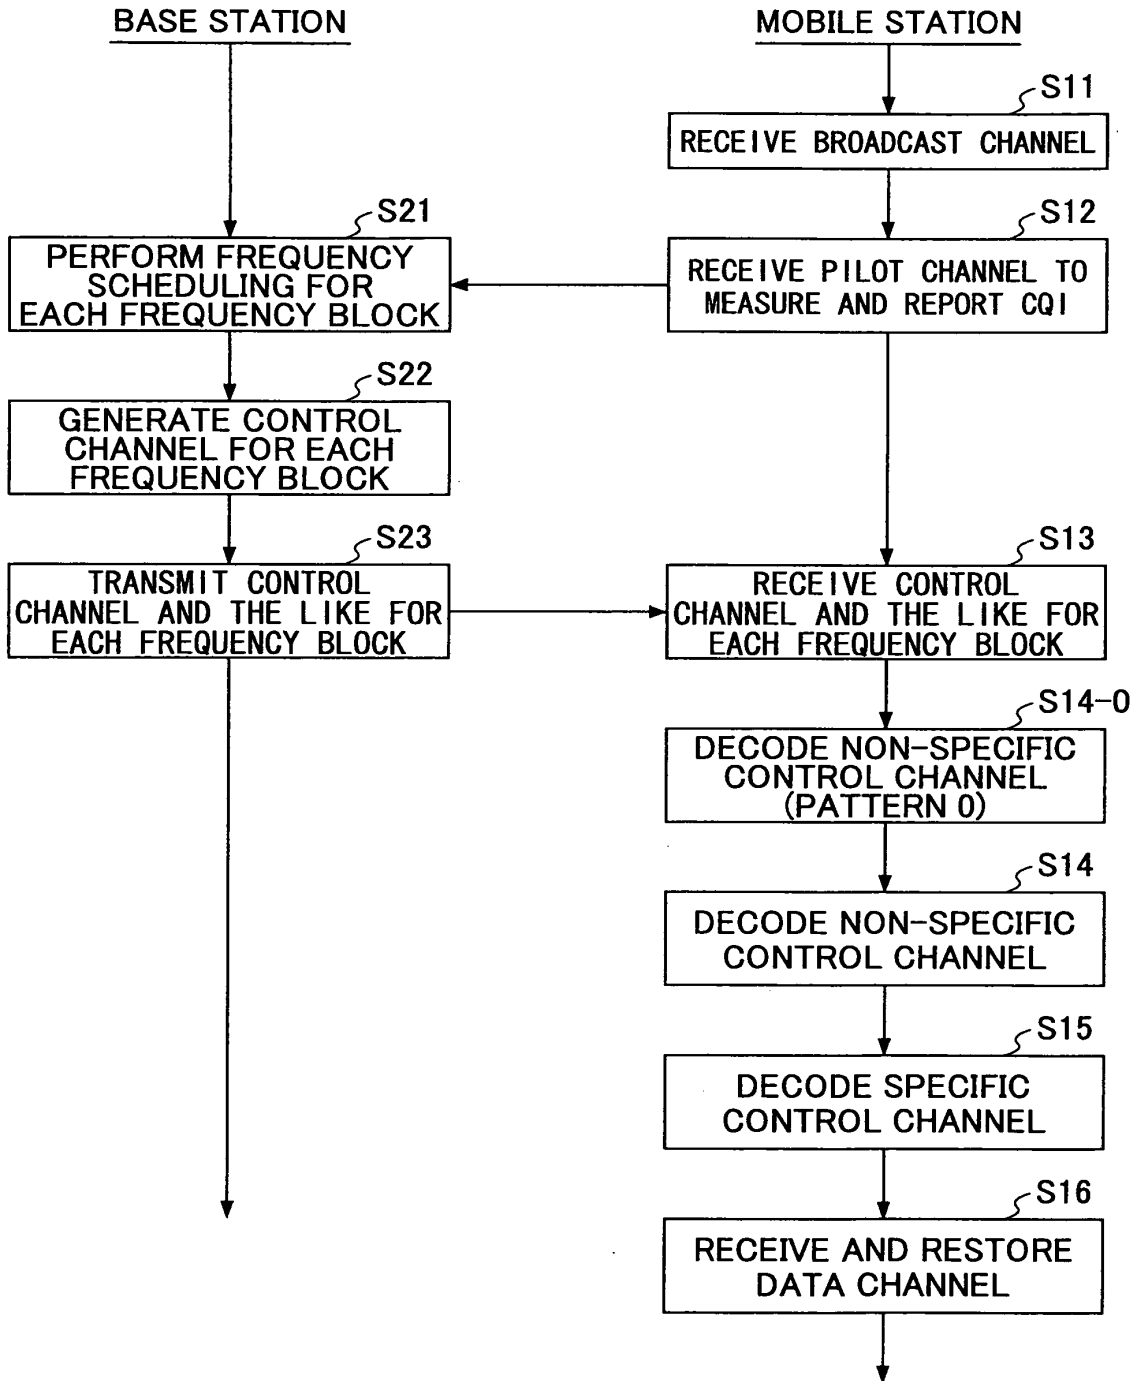 BASE STATION
MOBILE STATION
S11
RECEIVE BROADCAST CHANNEL
S21
PERFORM FREQUENCY
SCHEDULING FOR
EACH FREQUENCY BLOCK
S12
RECEIVE PILOT CHANNEL TO
MEASURE AND REPORT CQI
S22
GENERATE CONTROL
CHANNEL FOR EACH
FREQUENCY BLOCK
S23
TRANSMIT CONTROL
CHANNEL AND THE LIKE FOR
EACH FREQUENCY BLOCK
S13
RECEIVE CONTROL
CHANNEL AND THE LIKE FOR
EACH FREQUENCY BLOCK
S14-0
DECODE NON-SPECIFIC
CONTROL CHANNEL
(PATTERN 0)
S14
DECODE NON-SPECIFIC
CONTROL CHANNEL
S15
DECODE SPECIFIC
CONTROL CHANNEL
S16
RECEIVE AND RESTORE
DATA CHANNEL